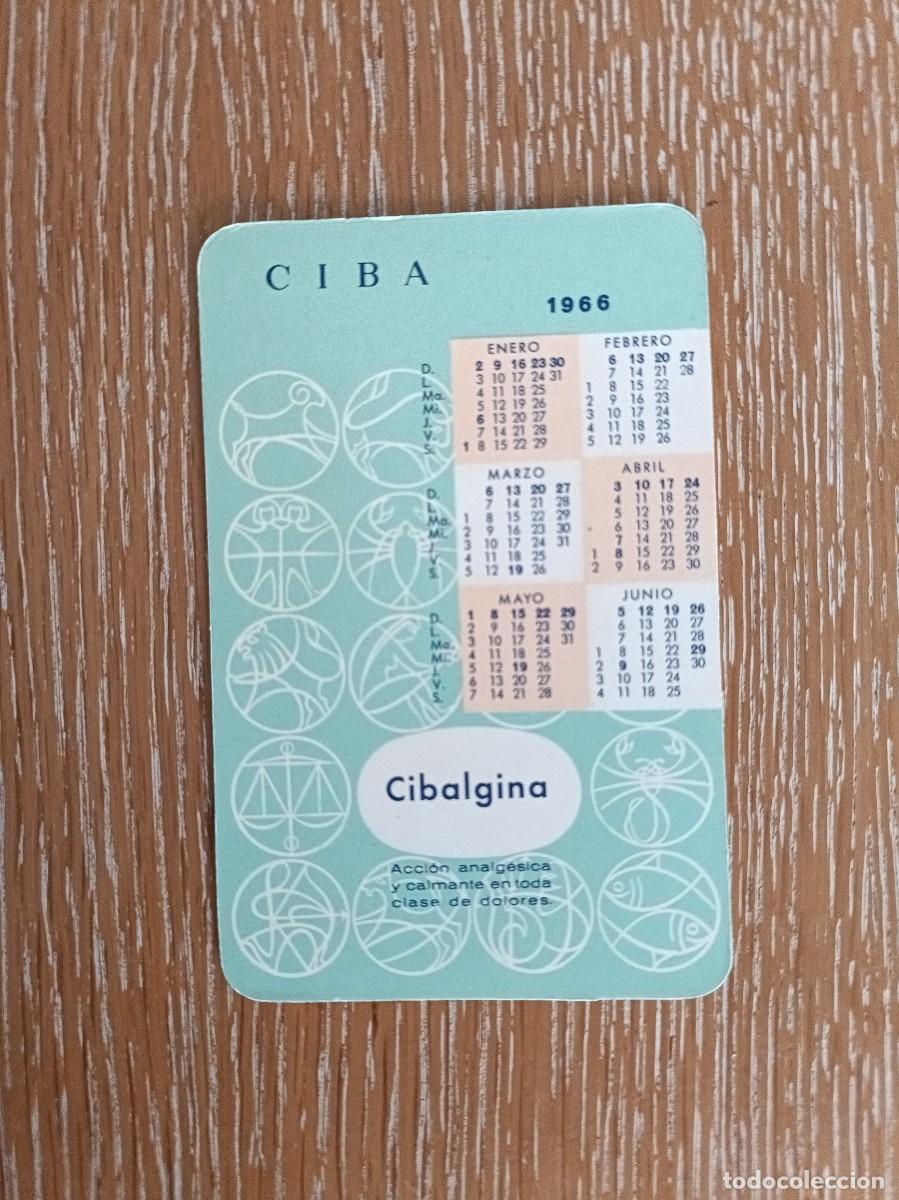 CIBA
1966
ENERO
D. 2 9 16 23 30
L. 3 10 17 24 31
Ma. 4 11 18 25
Mi. 5 12 19 26
J. 6 13 20 27
V. 7 14 21 28
S. 1 8 15 22 29
FEBRERO
6 13 20 27
7 14 21 28
1 8 15 22
2 9 16 23
3 10 17 24
4 11 18 25
5 12 19 26
MARZO
D. 6 13 20 27
L. 7 14 21 28
Ma. 1 8 15 22 29
Mi. 2 9 16 23 30
J. 3 10 17 24 31
V. 4 11 18 25
S. 5 12 19 26
ABRIL
3 10 17 24
4 11 18 25
5 12 19 26
6 13 20 27
7 14 21 28
1 8 15 22 29
2 9 16 23 30
MAYO
D. 1 8 15 22 29
L. 2 9 16 23 30
Ma. 3 10 17 24 31
Mi. 4 11 18 25
J. 5 12 19 26
V. 6 13 20 27
S. 7 14 21 28
JUNIO
5 12 19 26
6 13 20 27
7 14 21 28
1 8 15 22 29
2 9 16 23 30
3 10 17 24
4 11 18 25
Cibalgina
Acción analgésica
y calmante en toda
clase de dolores.
todocoleccion